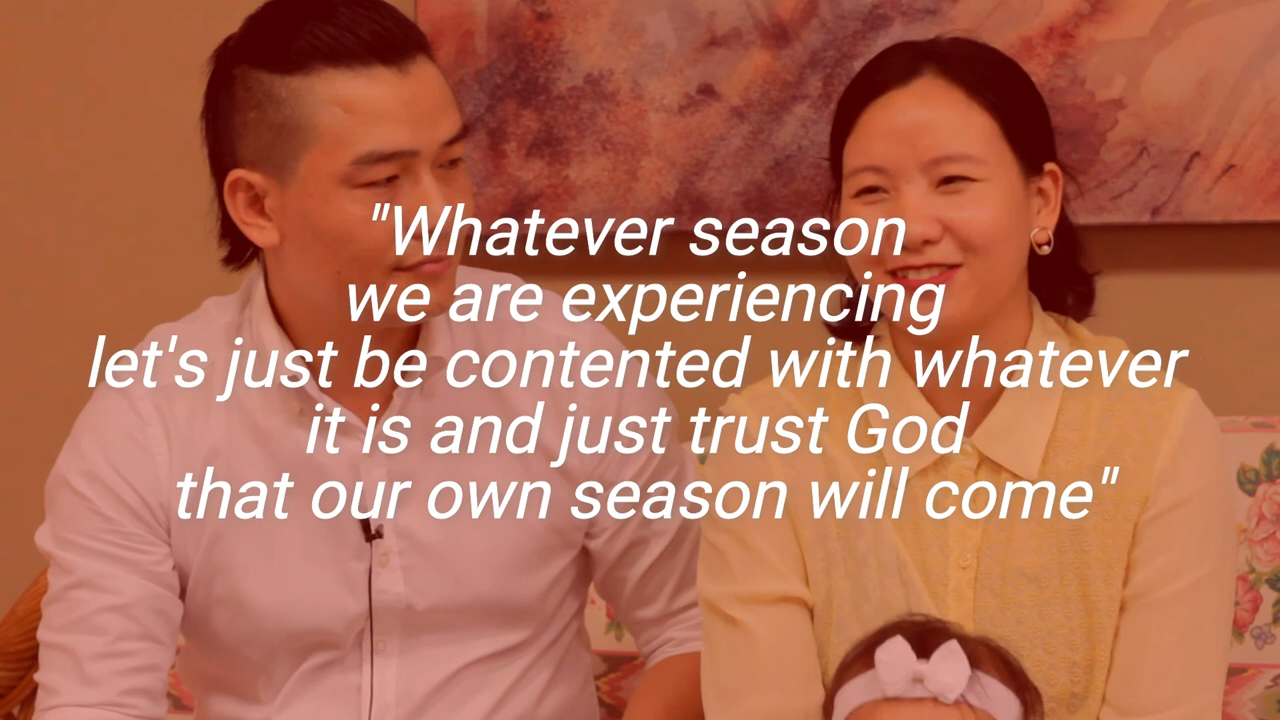 "Whatever season
we are experiencing
let's just be contented with whatever
it is and just trust God
that our own season will come"